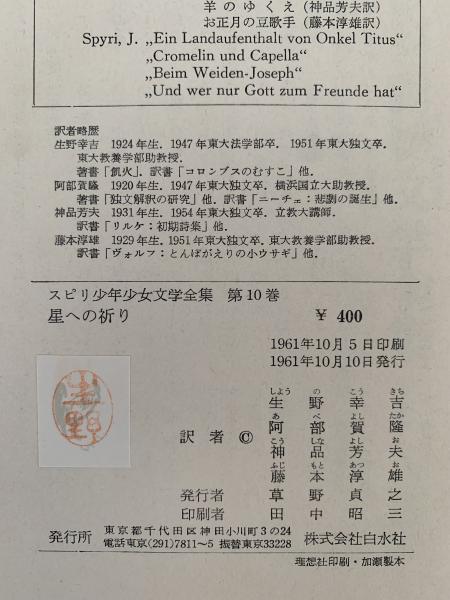 羊のゆくえ(神品芳夫訳)
お正月の豆歌手(藤本淳雄訳)
Spyri, J. „Ein Landaufenthalt von Onkel Titus“
„Cromelin und Capella“
„Beim Weiden-Joseph“
„Und wer nur Gott zum Freunde hat“
訳者略歴
生野幸吉 1924年生. 1947年東大法学部卒. 1951年東大独文卒.
東大教養学部助教授.
著書「飢火」. 訳書「コロンブスのむすこ」他.
阿部賀隆 1920年生. 1947年東大独文卒. 横浜国立大助教授.
著書「独文解釈の研究」他. 訳書「ニーチェ:悲劇の誕生」他.
神品芳夫 1931年生. 1954年東大独文卒. 立教大講師.
訳書「リルケ:初期詩集」他.
藤本淳雄 1929年生. 1951年東大独文卒. 東大教養学部助教授.
訳書「ヴォルフ:とんぼがえりの小ウサギ」他.
スピリ少年少女文学全集 第10巻
星への祈り ¥ 400
1961年10月5日印刷
1961年10月10日発行
生野
しょう の こう きち
生野幸吉
あ べ よし たか
訳者 © 阿部賀隆
こう しな よし お
神品芳夫
ふじ もと あつ お
藤本淳雄
発行者 草野貞之
印刷者 田中昭三
発行所 東京都千代田区神田小川町3の24 株式会社白水社
電話東京(291)7811~5 振替東京33228
理想社印刷・加瀬製本